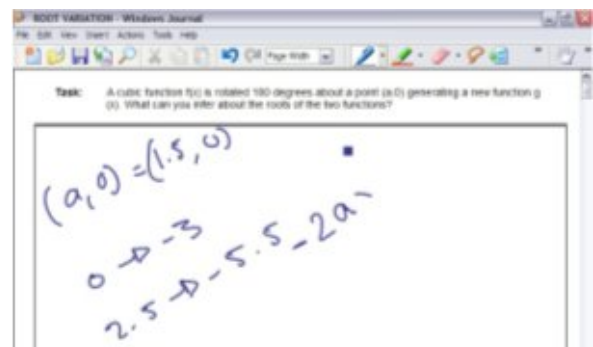 ROOT VARIATION - Windows Journal
File Edit View Insert Actions Tools Help
Page Width
Task: A cubic function f(x) is rotated 180 degrees about a point (a,0) generating a new function g
(x). What can you infer about the roots of the two functions?
(a,0)=(1.5,0)
0 → -3
2.5 → -5.5 -2a